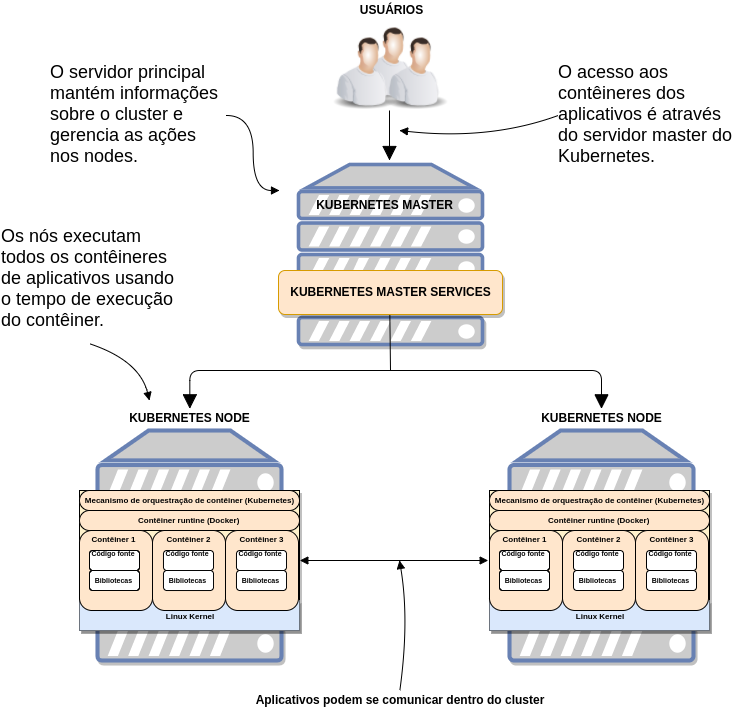 USUÁRIOS
O servidor principal
mantém informações
sobre o cluster e
gerencia as ações
nos nodes.
O acesso aos
contêineres dos
aplicativos é através
do servidor master do
Kubernetes.
KUBERNETES MASTER
KUBERNETES MASTER SERVICES
Os nós executam
todos os contêineres
de aplicativos usando
o tempo de execução
do contêiner.
KUBERNETES NODE
Mecanismo de orquestração de contêiner (Kubernetes)
Contêiner runtime (Docker)
Contêiner 1
Contêiner 2
Contêiner 3
Código fonte
Código fonte
Código fonte
Bibliotecas
Bibliotecas
Bibliotecas
Linux Kernel
KUBERNETES NODE
Mecanismo de orquestração de contêiner (Kubernetes)
Contêiner runtime (Docker)
Contêiner 1
Contêiner 2
Contêiner 3
Código fonte
Código fonte
Código fonte
Bibliotecas
Bibliotecas
Bibliotecas
Linux Kernel
Aplicativos podem se comunicar dentro do cluster